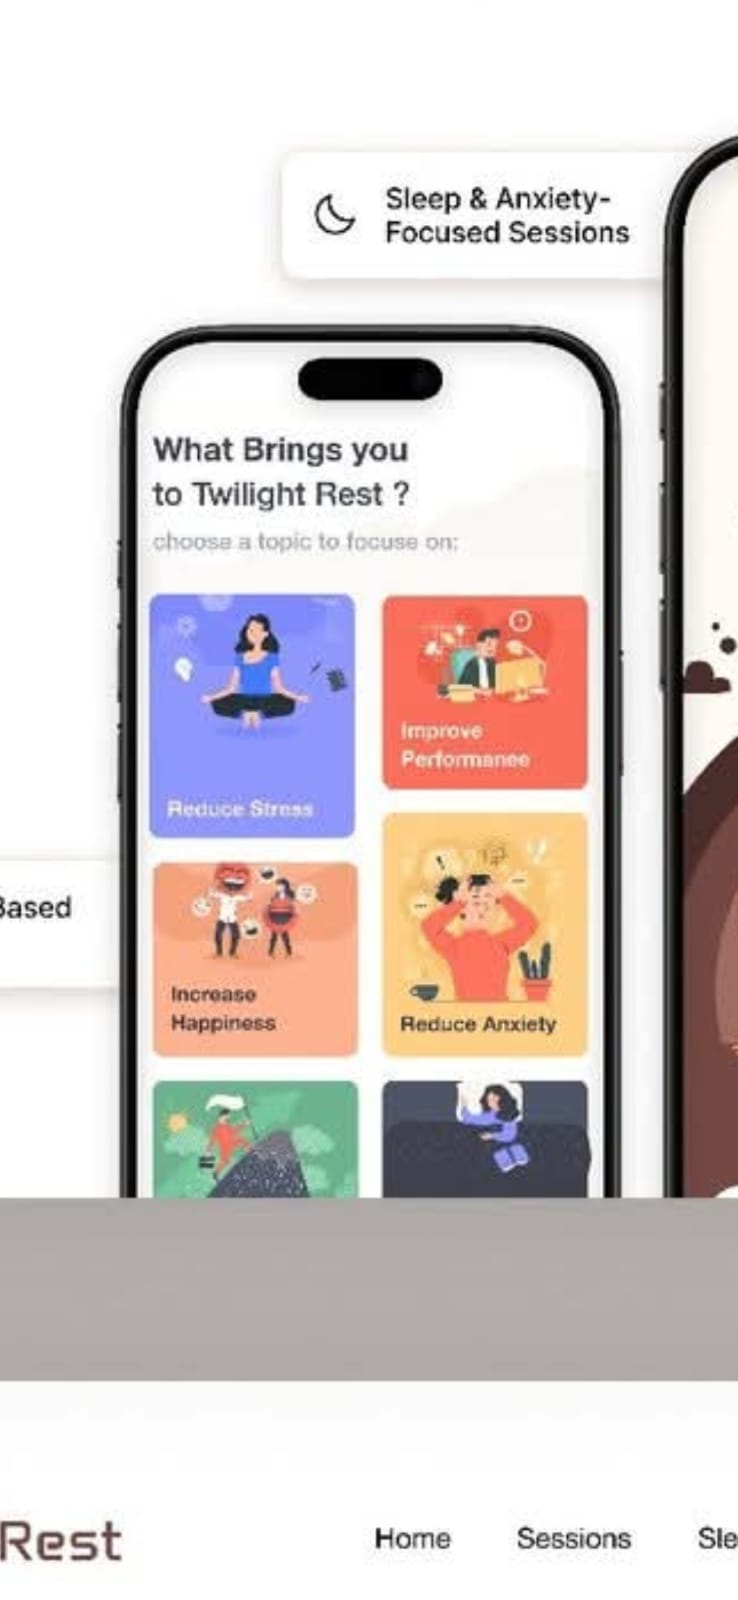 Sleep & Anxiety-
Focused Sessions
What Brings you
to Twilight Rest ?
choose a topic to focuse on:
Improve
Performanee
Reduce Stress
Based
Increase
Happiness
Reduce Anxiety
Rest
Home
Sessions